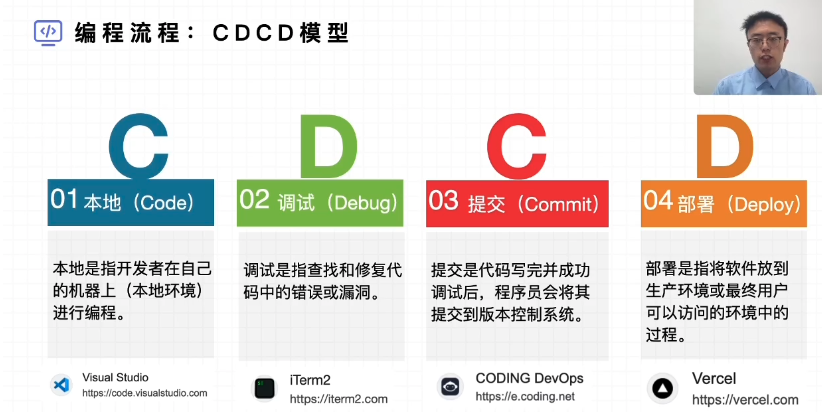 编程流程：CDCD模型
C
D
C
D
01 本地（Code）
02 调试（Debug）
03 提交（Commit）
04 部署（Deploy）
本地是指开发者在自己
的机器上（本地环境）
进行编程。
调试是指查找和修复代
码中的错误或漏洞。
提交是代码写完并成功
调试后，程序员会将其
提交到版本控制系统。
部署是指将软件放到
生产环境或最终用户
可以访问的环境中的
过程。
Visual Studio
https://code.visualstudio.com
iTerm2
https://iterm2.com
CODING DevOps
https://e.coding.net
Vercel
https://vercel.com